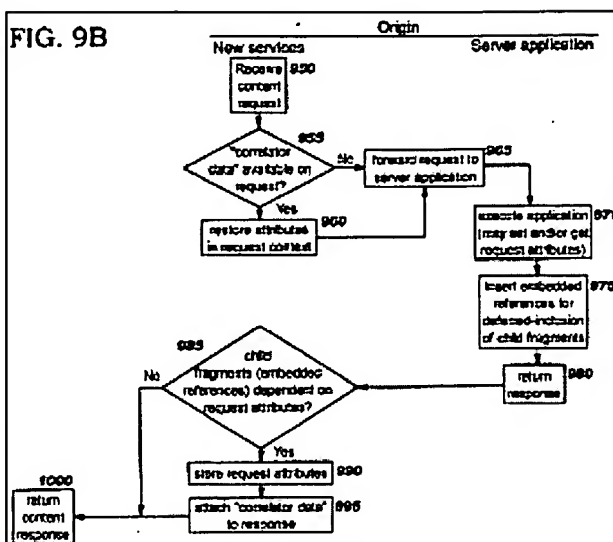 FIG. 9B
Origin
New services
Server application
Receive
content
request
950
955
"correlator
data" available on
request?
No
forward request to
server application
965
Yes
restore attributes
in request context
960
execute application
(may set and/or get
request attributes)
970
insert embedded
references for
deferred-inclusion
of child fragments
975
985
child
fragments (embedded
references) dependent on
request attributes?
No
return
response
980
Yes
store request attributes
990
1000
return
content
response
attach "correlator data"
to response
995